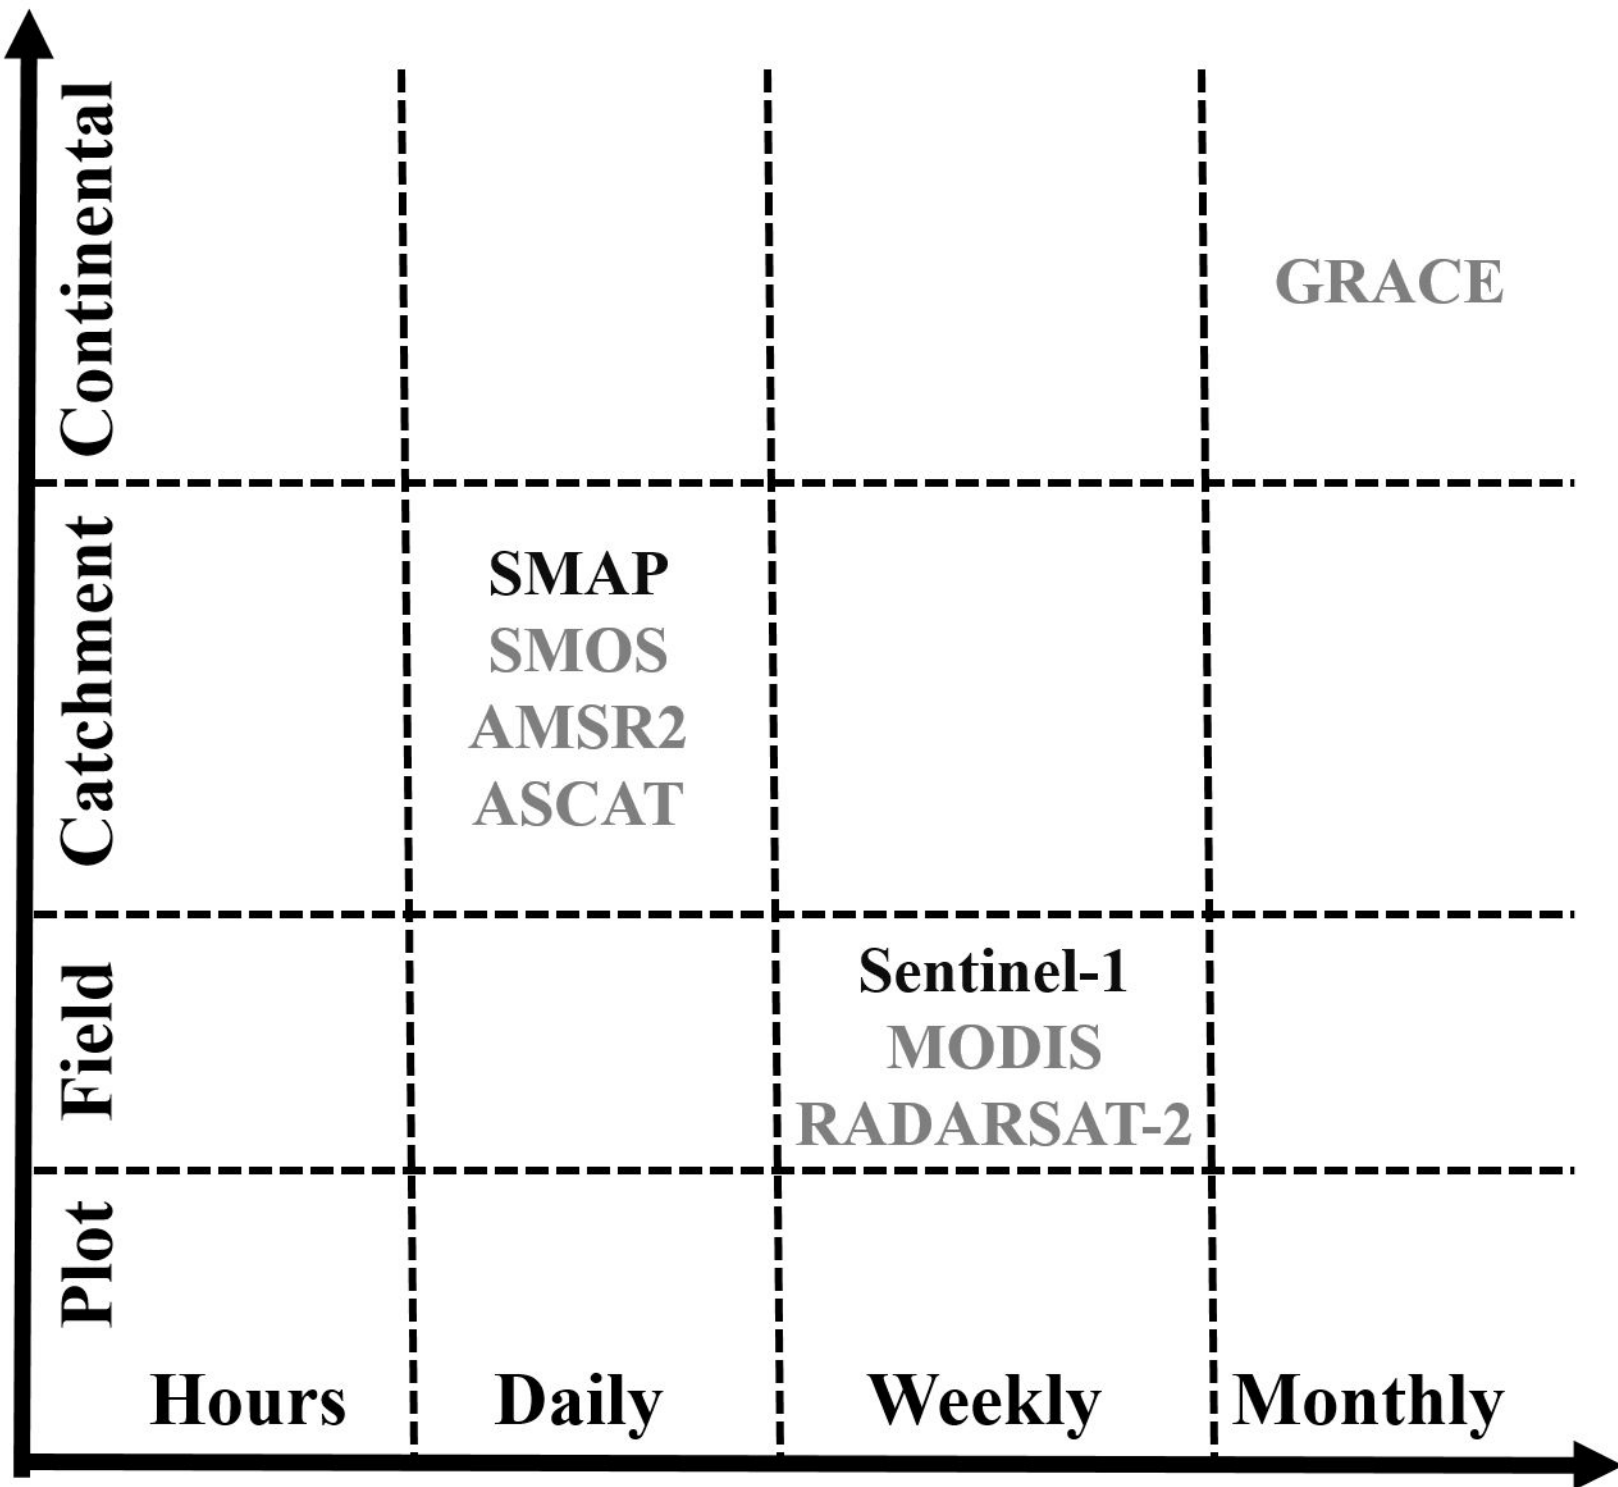 Continental
GRACE
Catchment
SMAP
SMOS
AMSR2
ASCAT
Field
Sentinel-1
MODIS
RADARSAT-2
Plot
Hours
Daily
Weekly
Monthly